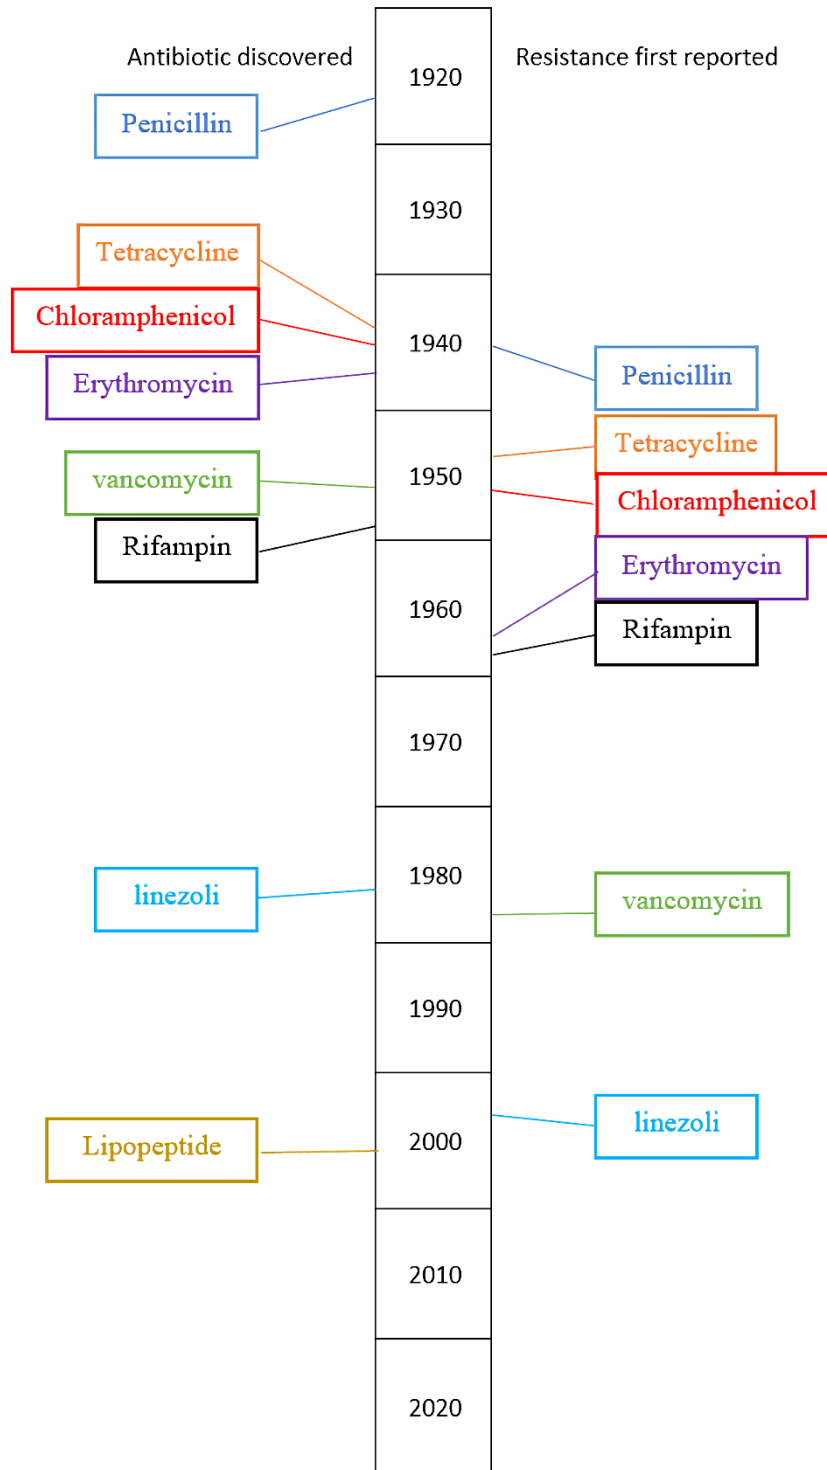 Antibiotic discovered
Resistance first reported
1920
Penicillin
1930
Tetracycline
Chloramphenicol
Erythromycin
1940
Penicillin
Tetracycline
vancomycin
1950
Chloramphenicol
Rifampin
Erythromycin
1960
Rifampin
1970
linezoli
1980
vancomycin
1990
linezoli
Lipopeptide
2000
2010
2020